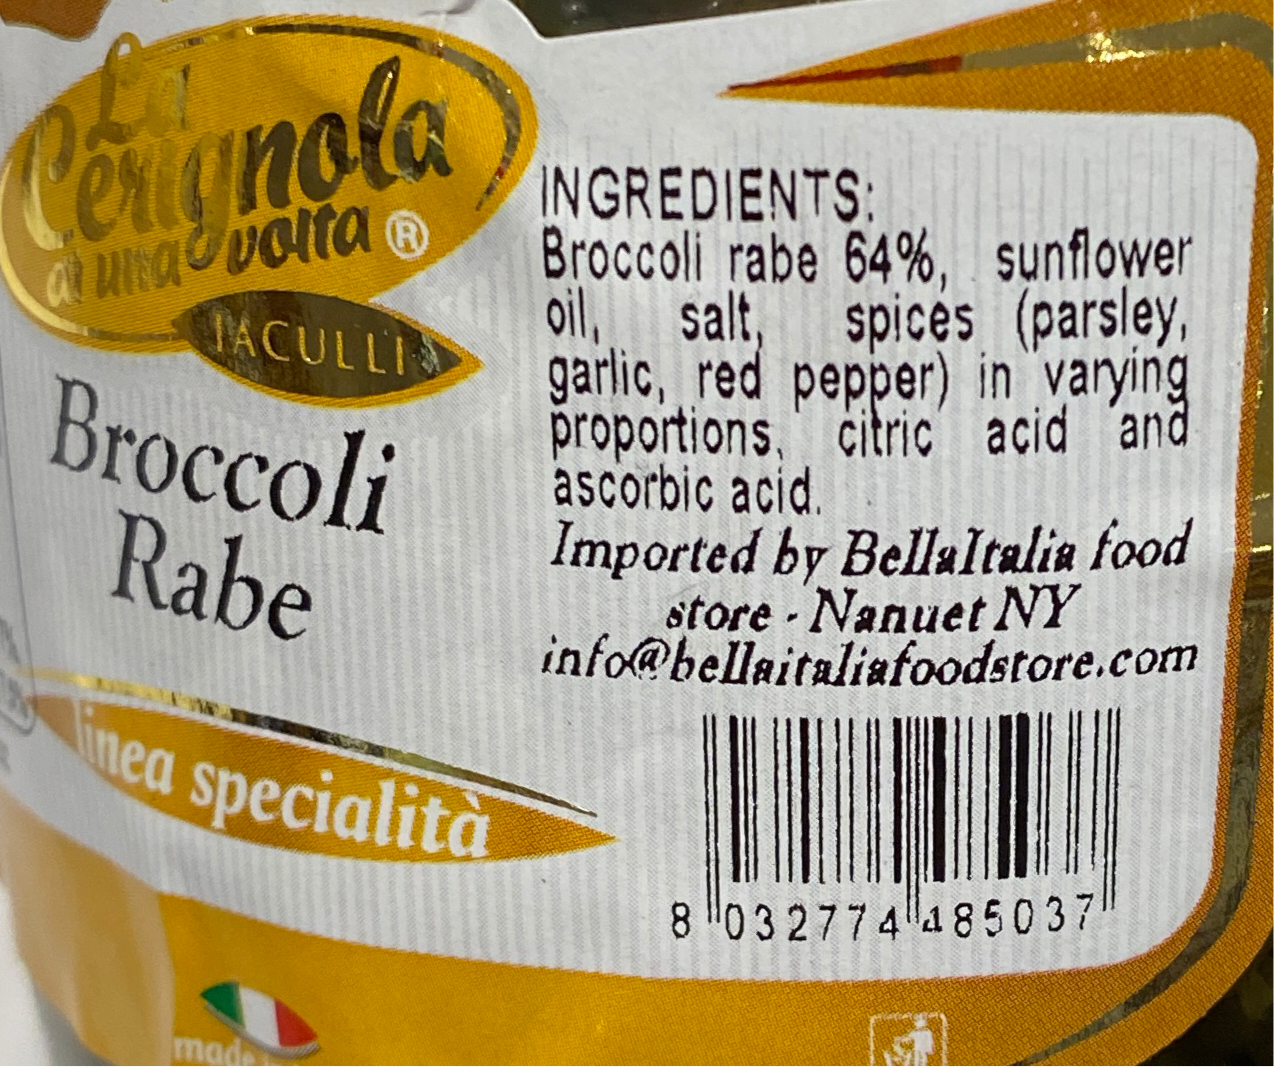 La
Cerignola
di una volta ®
IACULLI
Broccoli
Rabe
linea specialità
made
INGREDIENTS:
Broccoli rabe 64%, sunflower
oil, salt, spices (parsley,
garlic, red pepper) in varying
proportions, citric acid and
ascorbic acid.
Imported by BellaItalia food
store - Nanuet NY
info@bellaitaliafoodstore.com
8 032774 485037